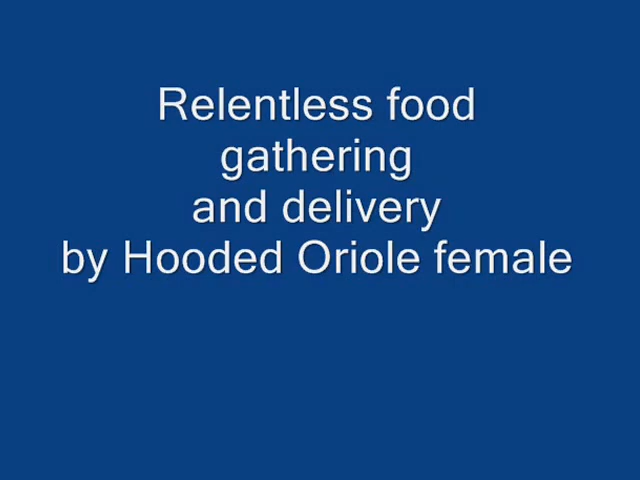 Relentless food
gathering
and delivery
by Hooded Oriole female